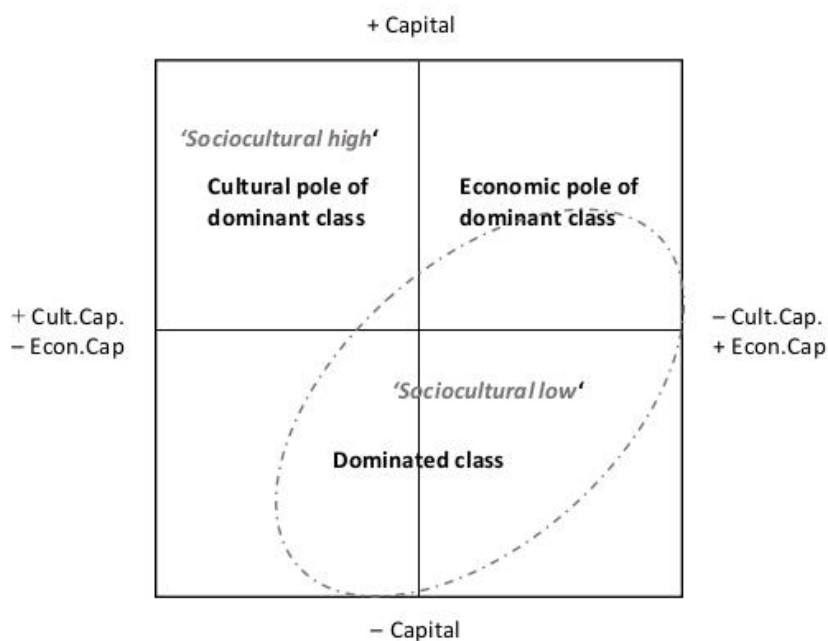 + Capital
‘Sociocultural high‘
Cultural pole of
dominant class
Economic pole of
dominant class
+ Cult.Cap.
– Econ.Cap
– Cult.Cap.
+ Econ.Cap
‘Sociocultural low‘
Dominated class
– Capital